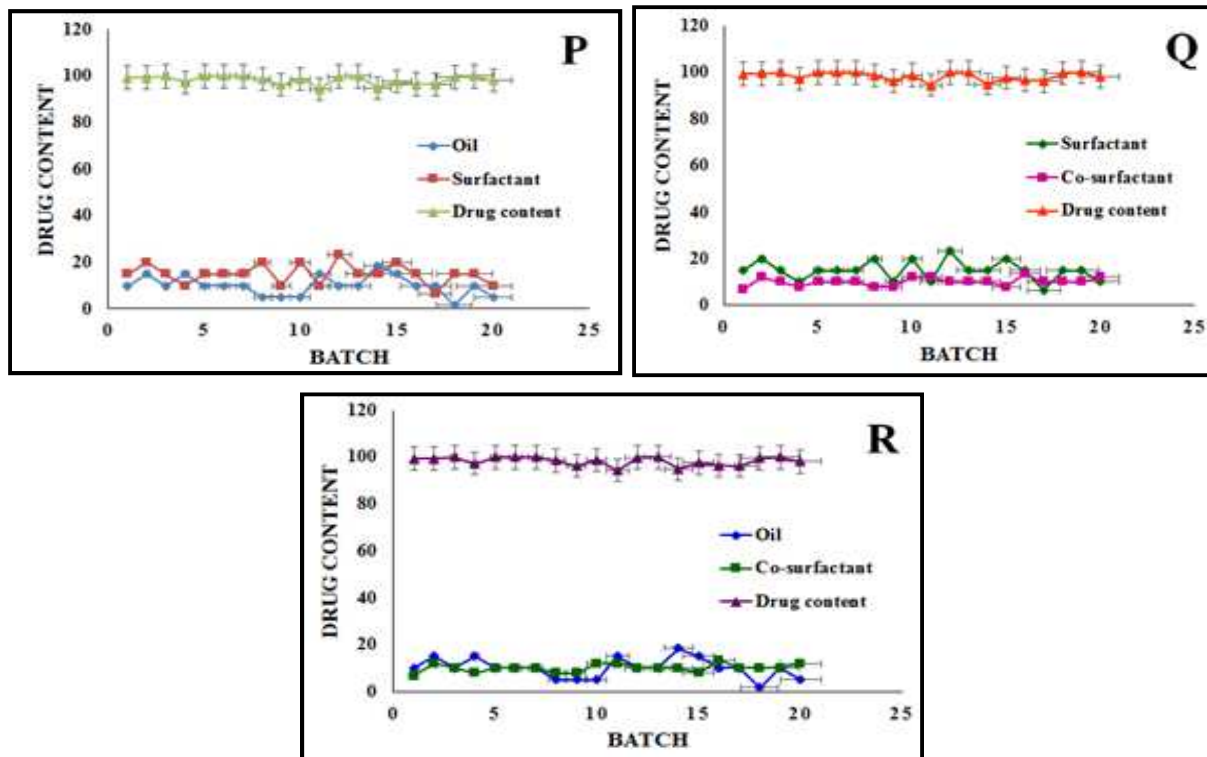 P
120
100
80
60
40
20
0
DRUG CONTENT
Oil
Surfactant
Drug content
0 5 10 15 20 25
BATCH
Q
120
100
80
60
40
20
0
DRUG CONTENT
Surfactant
Co-surfactant
Drug content
0 5 10 15 20 25
BATCH
R
120
100
80
60
40
20
0
DRUG CONTENT
Oil
Co-surfactant
Drug content
0 5 10 15 20 25
BATCH